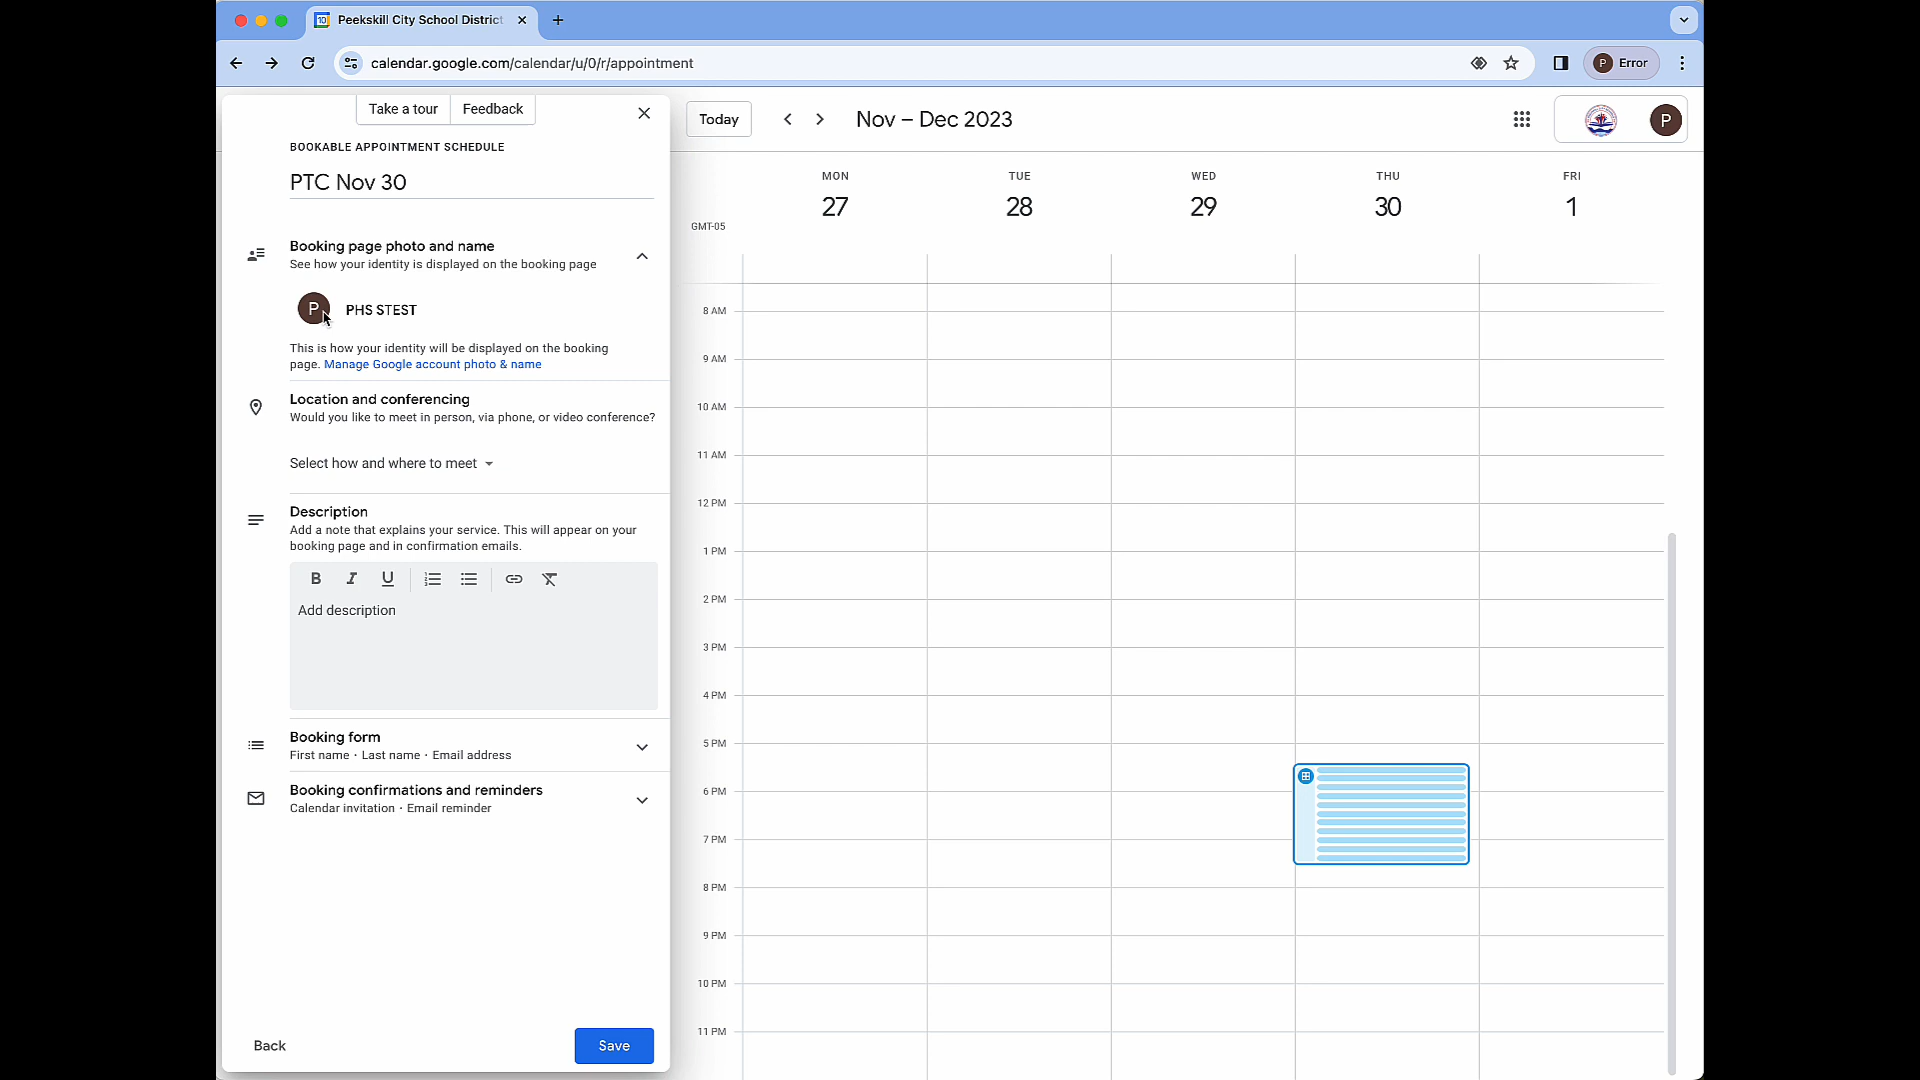 Peekskill City School District
calendar.google.com/calendar/u/0/r/appointment
P Error
Take a tour
Feedback
BOOKABLE APPOINTMENT SCHEDULE
PTC Nov 30
Booking page photo and name
See how your identity is displayed on the booking page
P
PHS STEST
This is how your identity will be displayed on the booking
page. Manage Google account photo & name
Location and conferencing
Would you like to meet in person, via phone, or video conference?
Select how and where to meet
Description
Add a note that explains your service. This will appear on your
booking page and in confirmation emails.
B I U
Add description
Booking form
First name · Last name · Email address
Booking confirmations and reminders
Calendar invitation · Email reminder
Back
Save
Today
Nov – Dec 2023
P
MON TUE WED THU FRI
27 28 29 30 1
GMT-05
8 AM
9 AM
10 AM
11 AM
12 PM
1 PM
2 PM
3 PM
4 PM
5 PM
6 PM
7 PM
8 PM
9 PM
10 PM
11 PM